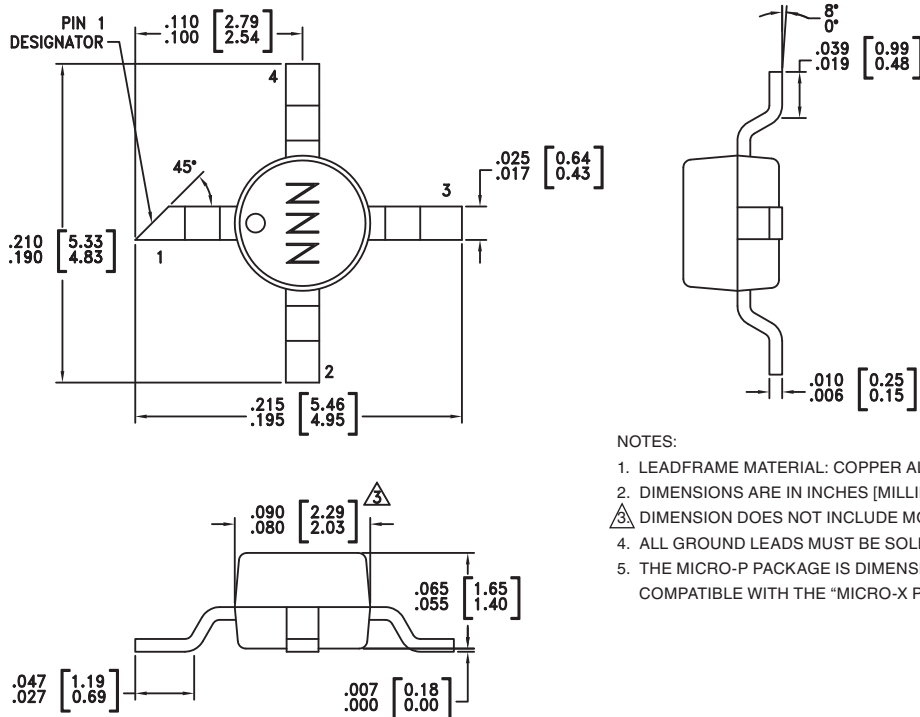 PIN 1
DESIGNATOR
.110 [2.79]
.100 [2.54]
4
45°
NNN
3
.025 [0.64]
.017 [0.43]
.210 [5.33]
.190 [4.83]
1
2
.215 [5.46]
.195 [4.95]
8°
0°
.039 [0.99]
.019 [0.48]
.010 [0.25]
.006 [0.15]
.090 [2.29]
.080 [2.03]
3
.065 [1.65]
.055 [1.40]
.047 [1.19]
.027 [0.69]
.007 [0.18]
.000 [0.00]
NOTES:
1. LEADFRAME MATERIAL: COPPER
2. DIMENSIONS ARE IN INCHES
3. DIMENSION DOES NOT INCLUDE
4. ALL GROUND LEADS MUST BE
5. THE MICRO-P PACKAGE IS
COMPATIBLE WITH THE “MICRO-X